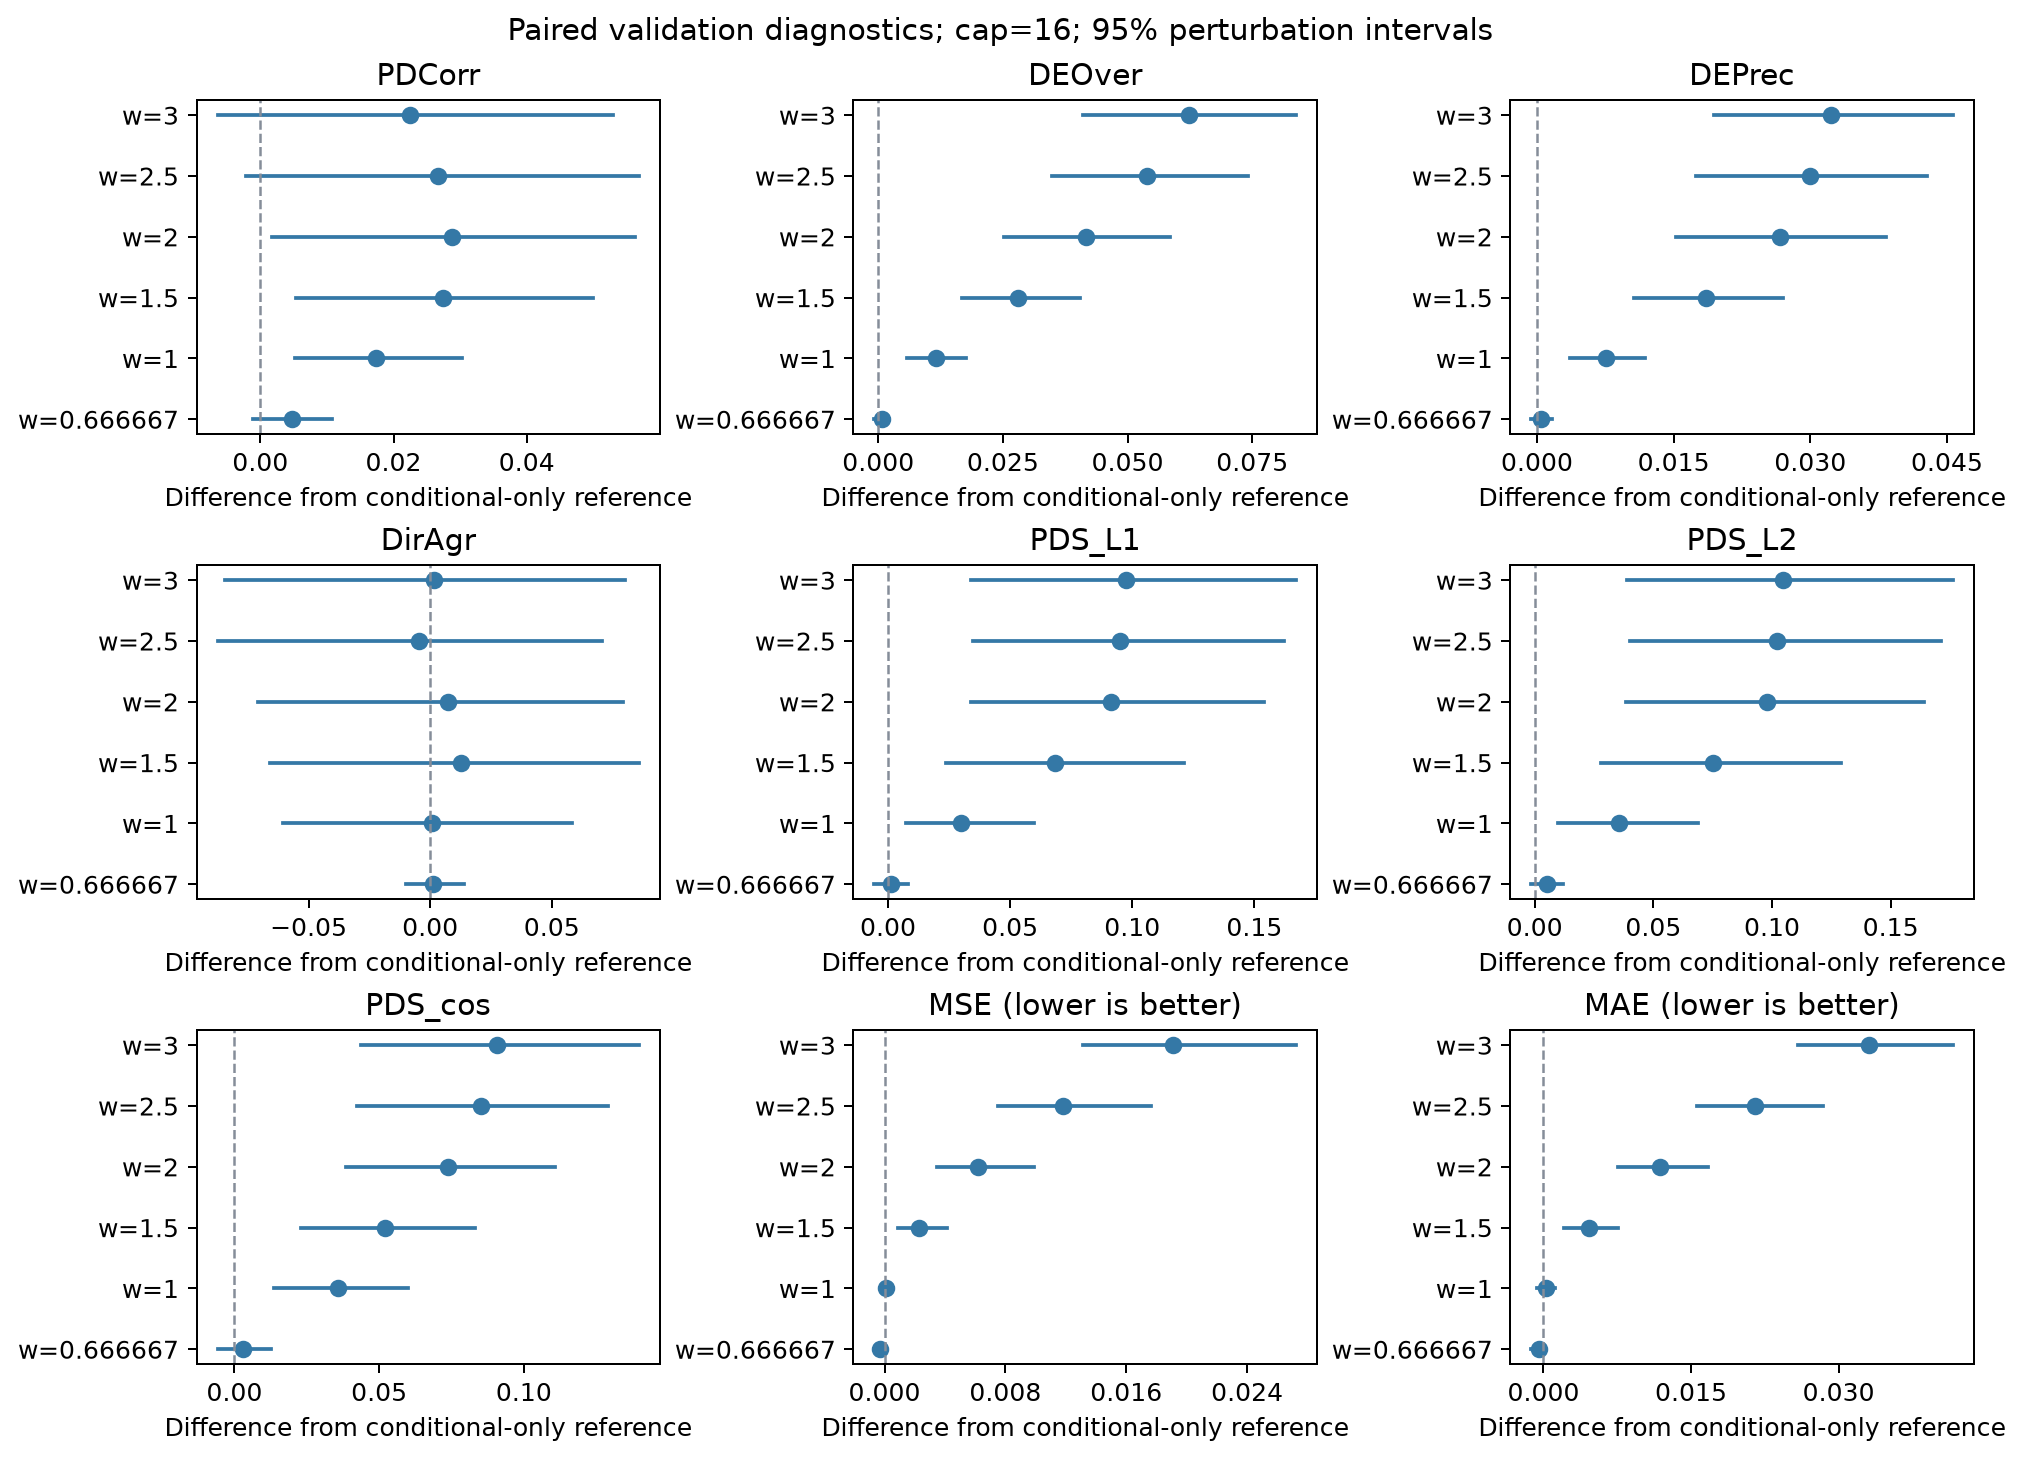 Paired validation diagnostics; cap=16; 95% perturbation intervals
PDCorr
w=3
w=2.5
w=2
w=1.5
w=1
w=0.666667
0.00 0.02 0.04
Difference from conditional-only reference
DEOver
w=3
w=2.5
w=2
w=1.5
w=1
w=0.666667
0.000 0.025 0.050 0.075
Difference from conditional-only reference
DEPrec
w=3
w=2.5
w=2
w=1.5
w=1
w=0.666667
0.000 0.015 0.030 0.045
Difference from conditional-only reference
DirAgr
w=3
w=2.5
w=2
w=1.5
w=1
w=0.666667
−0.05 0.00 0.05
Difference from conditional-only reference
PDS_L1
w=3
w=2.5
w=2
w=1.5
w=1
w=0.666667
0.00 0.05 0.10 0.15
Difference from conditional-only reference
PDS_L2
w=3
w=2.5
w=2
w=1.5
w=1
w=0.666667
0.00 0.05 0.10 0.15
Difference from conditional-only reference
PDS_cos
w=3
w=2.5
w=2
w=1.5
w=1
w=0.666667
0.00 0.05 0.10
Difference from conditional-only reference
MSE (lower is better)
w=3
w=2.5
w=2
w=1.5
w=1
w=0.666667
0.000 0.008 0.016 0.024
Difference from conditional-only reference
MAE (lower is better)
w=3
w=2.5
w=2
w=1.5
w=1
w=0.666667
0.000 0.015 0.030
Difference from conditional-only reference